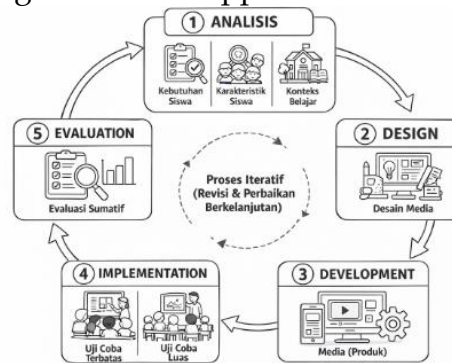 ① ANALISIS
Kebutuhan
Siswa
Karakteristik
Siswa
Konteks
Belajar
② DESIGN
Desain Media
③ DEVELOPMENT
Media (Produk)
④ IMPLEMENTATION
Uji Coba
Terbatas
Uji Coba
Luas
⑤ EVALUATION
Evaluasi Sumatif
Proses Iteratif
(Revisi & Perbaikan
Berkelanjutan)